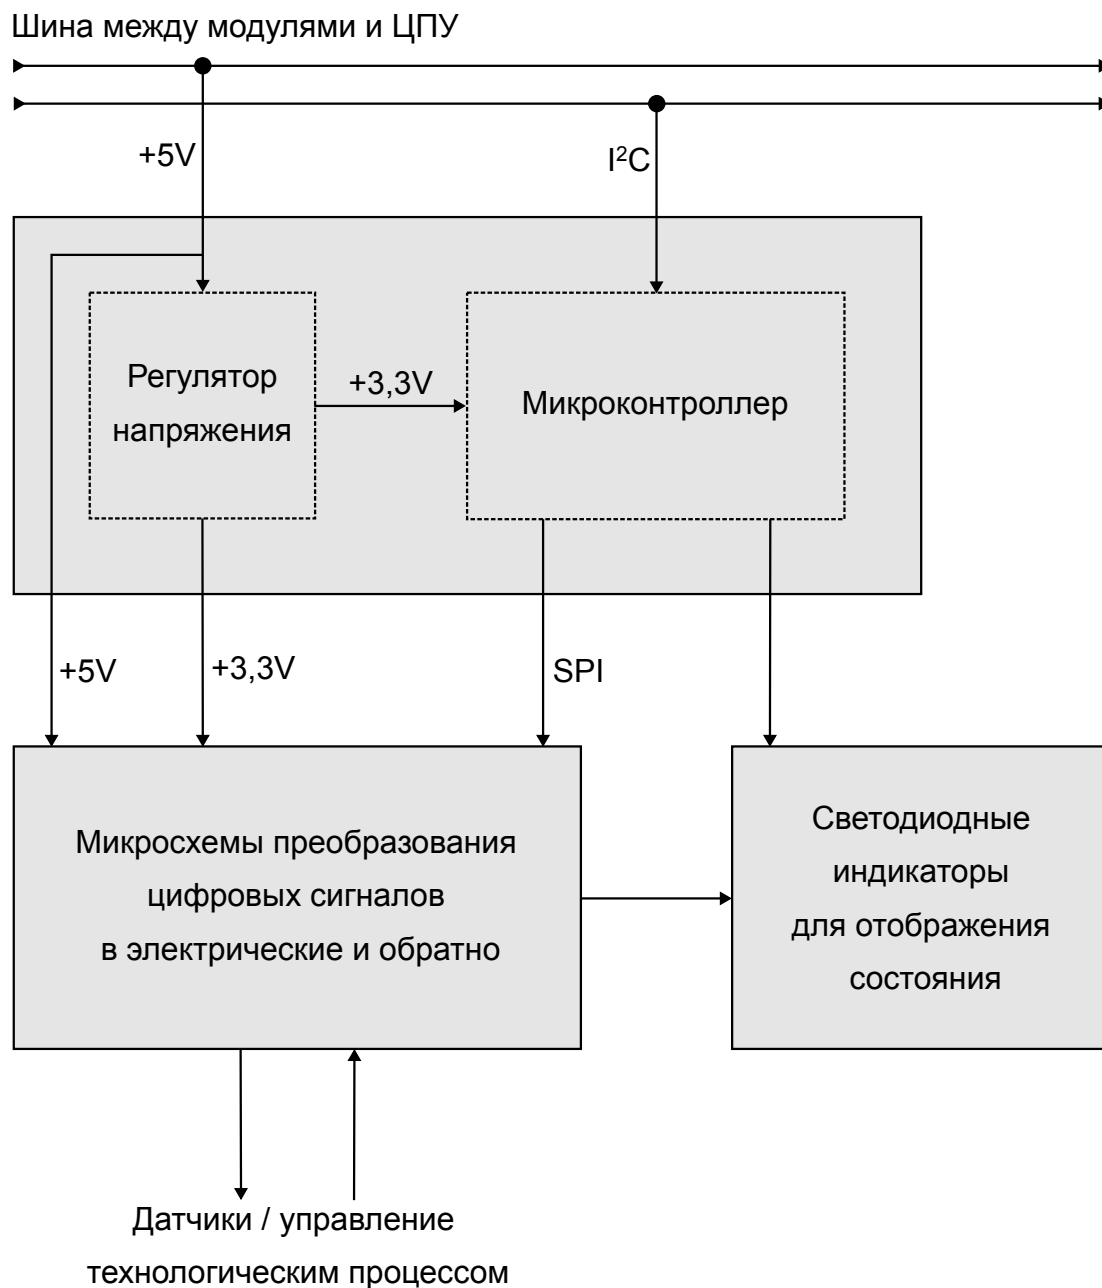 Шина между модулями и ЦПУ
+5V
I²C
Регулятор
напряжения
+3,3V
Микроконтроллер
+5V
+3,3V
SPI
Микросхемы преобразования
цифровых сигналов
в электрические и обратно
Светодиодные
индикаторы
для отображения
состояния
Датчики / управление
технологическим процессом